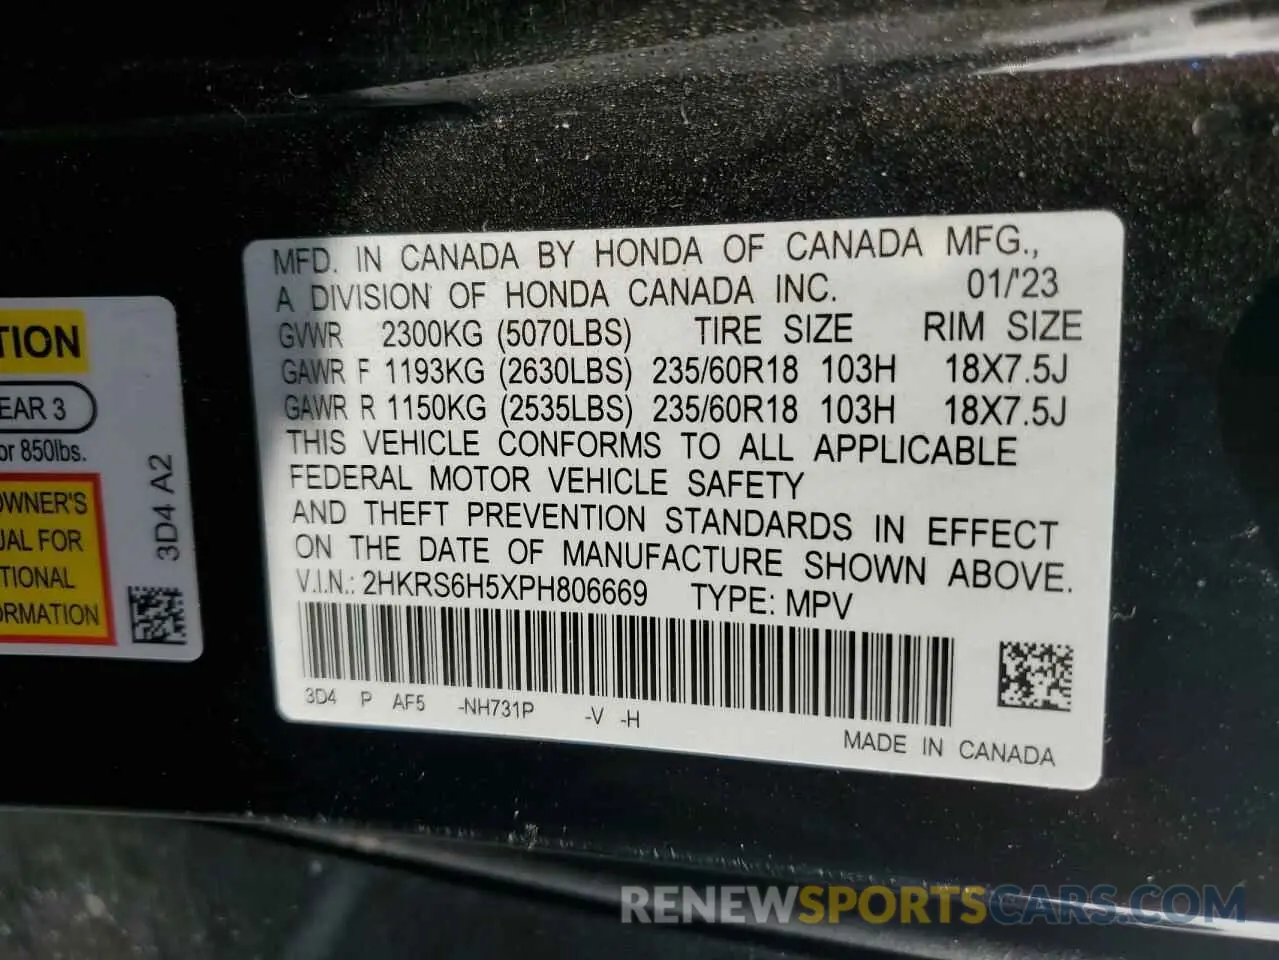 MFD. IN CANADA BY HONDA OF CANADA MFG.,
A DIVISION OF HONDA CANADA INC. 01/'23
GVWR 2300KG (5070LBS) TIRE SIZE RIM SIZE
GAWR F 1193KG (2630LBS) 235/60R18 103H 18X7.5J
GAWR R 1150KG (2535LBS) 235/60R18 103H 18X7.5J
THIS VEHICLE CONFORMS TO ALL APPLICABLE
FEDERAL MOTOR VEHICLE SAFETY
AND THEFT PREVENTION STANDARDS IN EFFECT
ON THE DATE OF MANUFACTURE SHOWN ABOVE.
V.I.N.: 2HKRS6H5XPH806669 TYPE: MPV
3D4 P AF5 -NH731P -V -H
MADE IN CANADA
TION
EAR 3
or 850lbs.
OWNER'S
UAL FOR
TIONAL
ORMATION
3D4 A2
RENEWSPORTSCARS.COM